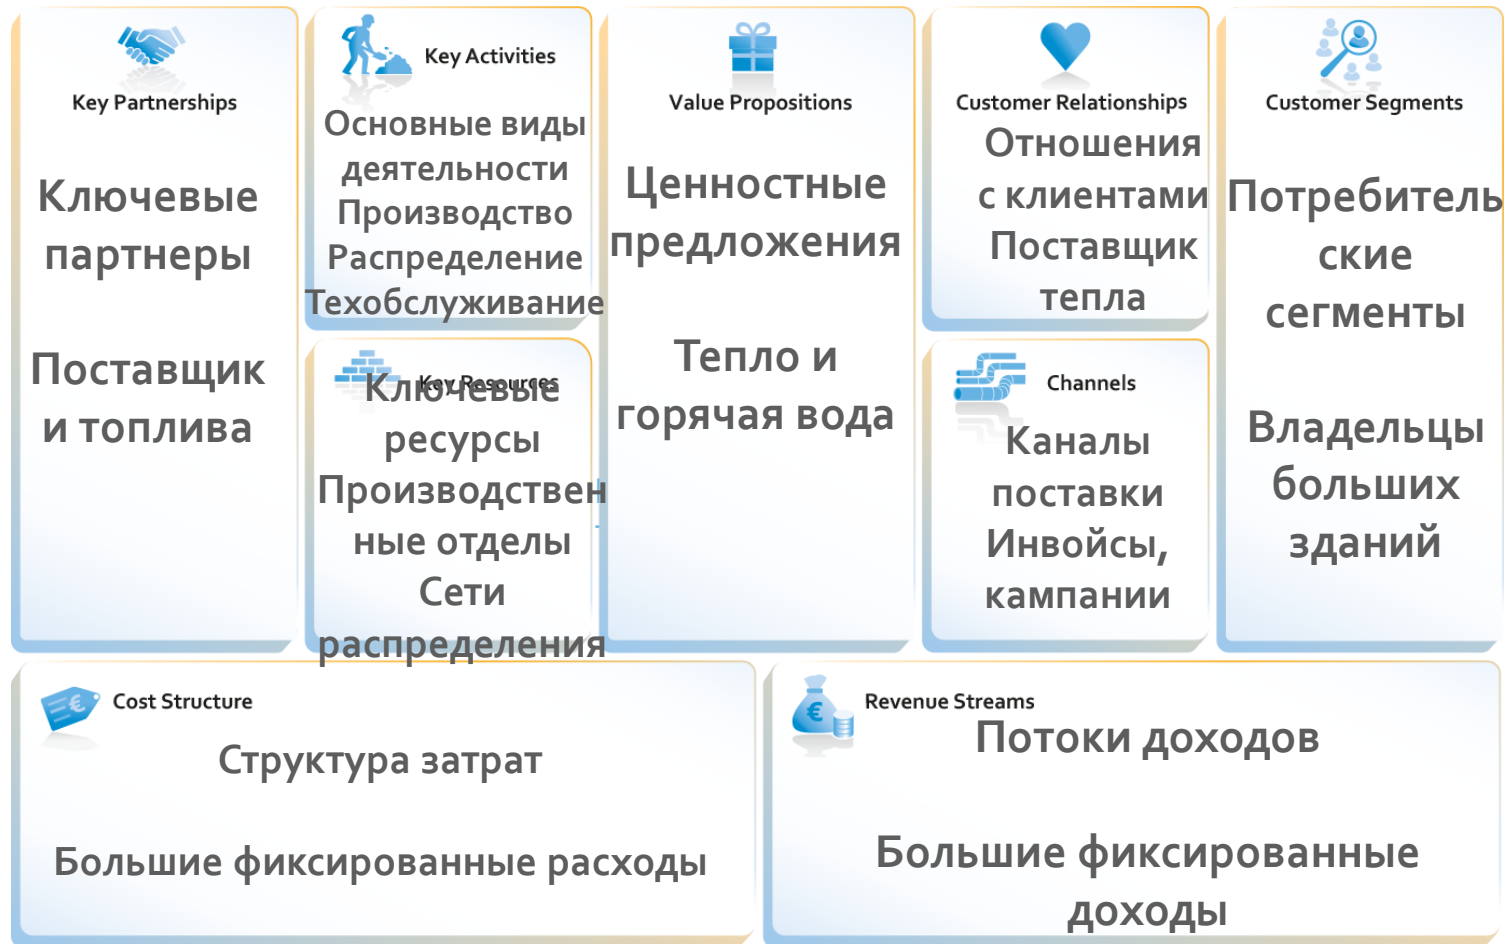 Key Partnerships
Ключевые
партнеры
Поставщик
и топлива
Key Activities
Основные виды
деятельности
Производство
Распределение
Техобслуживание
Key Resources
Ключевые
ресурсы
Производствен
ные отделы
Сети
распределения
Value Propositions
Ценностные
предложения
Тепло и
горячая вода
Customer Relationships
Отношения
с клиентами
Поставщик
тепла
Channels
Каналы
поставки
Инвойсы,
кампании
Customer Segments
Потребитель
ские
сегменты
Владельцы
больших
зданий
Cost Structure
Структура затрат
Большие фиксированные расходы
Revenue Streams
Потоки доходов
Большие фиксированные
доходы